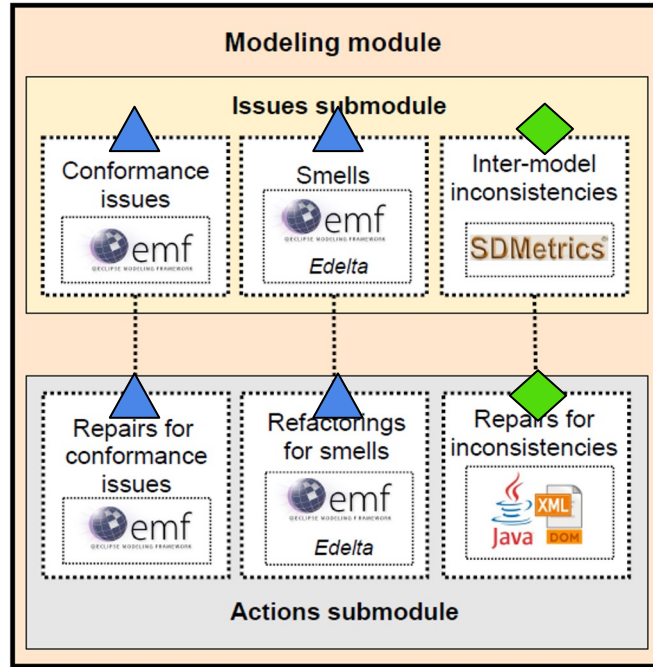 Modeling module
Issues submodule
Conformance
issues
emf
ECLIPSE MODELING FRAMEWORK
Smells
emf
ECLIPSE MODELING FRAMEWORK
Edelta
Inter-model
inconsistencies
SDMetrics®
Repairs for
conformance
issues
emf
ECLIPSE MODELING FRAMEWORK
Refactorings
for smells
emf
ECLIPSE MODELING FRAMEWORK
Edelta
Repairs for
inconsistencies
Java
XML
DOM
Actions submodule